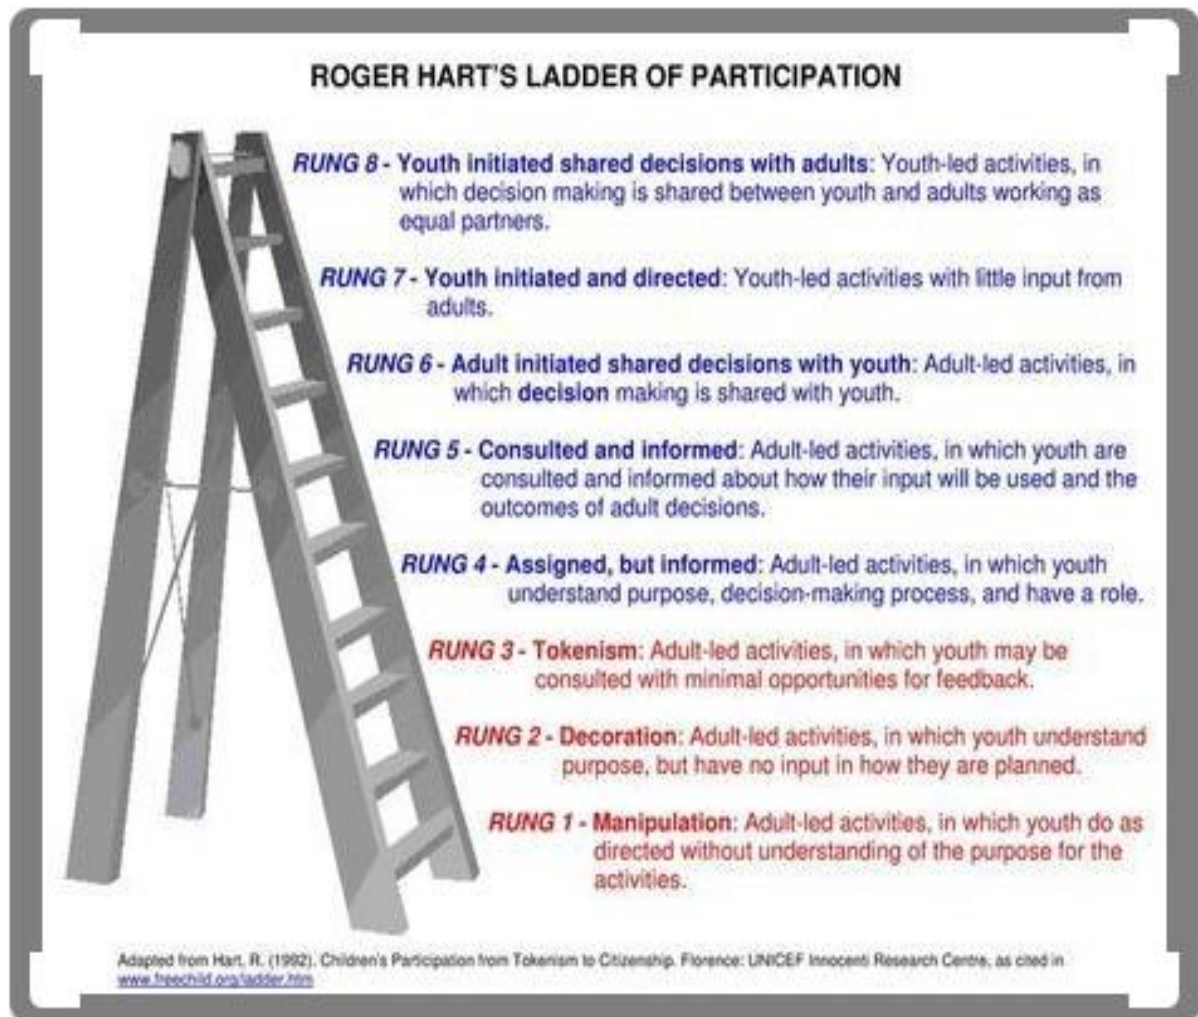 ROGER HART'S LADDER OF PARTICIPATION
RUNG 8 - Youth initiated shared decisions with adults: Youth-led activities, in
which decision making is shared between youth and adults working as
equal partners.
RUNG 7 - Youth initiated and directed: Youth-led activities with little input from
adults.
RUNG 6 - Adult initiated shared decisions with youth: Adult-led activities, in
which decision making is shared with youth.
RUNG 5 - Consulted and informed: Adult-led activities, in which youth are
consulted and informed about how their input will be used and the
outcomes of adult decisions.
RUNG 4 - Assigned, but informed: Adult-led activities, in which youth
understand purpose, decision-making process, and have a role.
RUNG 3 - Tokenism: Adult-led activities, in which youth may be
consulted with minimal opportunities for feedback.
RUNG 2 - Decoration: Adult-led activities, in which youth understand
purpose, but have no input in how they are planned.
RUNG 1 - Manipulation: Adult-led activities, in which youth do as
directed without understanding of the purpose for the
activities.
Adapted from Hart, R. (1992). Children's Participation from Tokenism to Citizenship. Florence: UNICEF Innocenti Research Centre, as cited in
www.freechild.org/ladder.htm